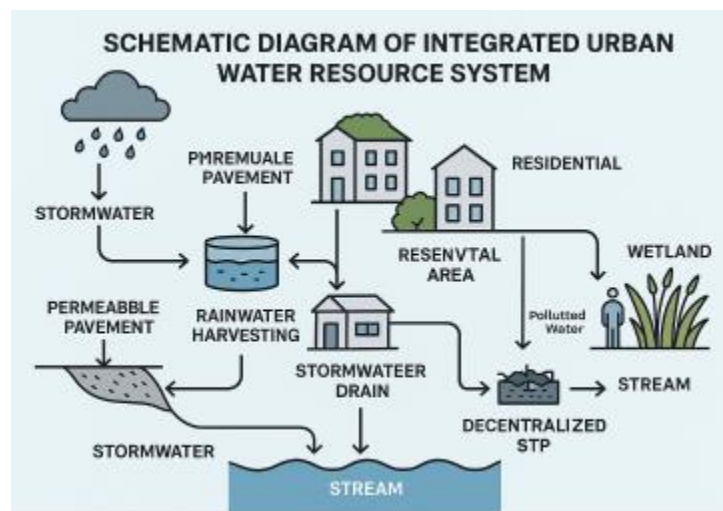 SCHEMATIC DIAGRAM OF INTEGRATED URBAN
WATER RESOURCE SYSTEM
PMREMUALE
PAVEMENT
RESIDENTIAL
STORMWATER
RESENVTAL
AREA
WETLAND
PERMEABBLE
PAVEMENT
RAINWATER
HARVESTING
Pollutted
Water
STORMWATEER
DRAIN
STREAM
DECENTRALIZED
STP
STORMWATER
STREAM